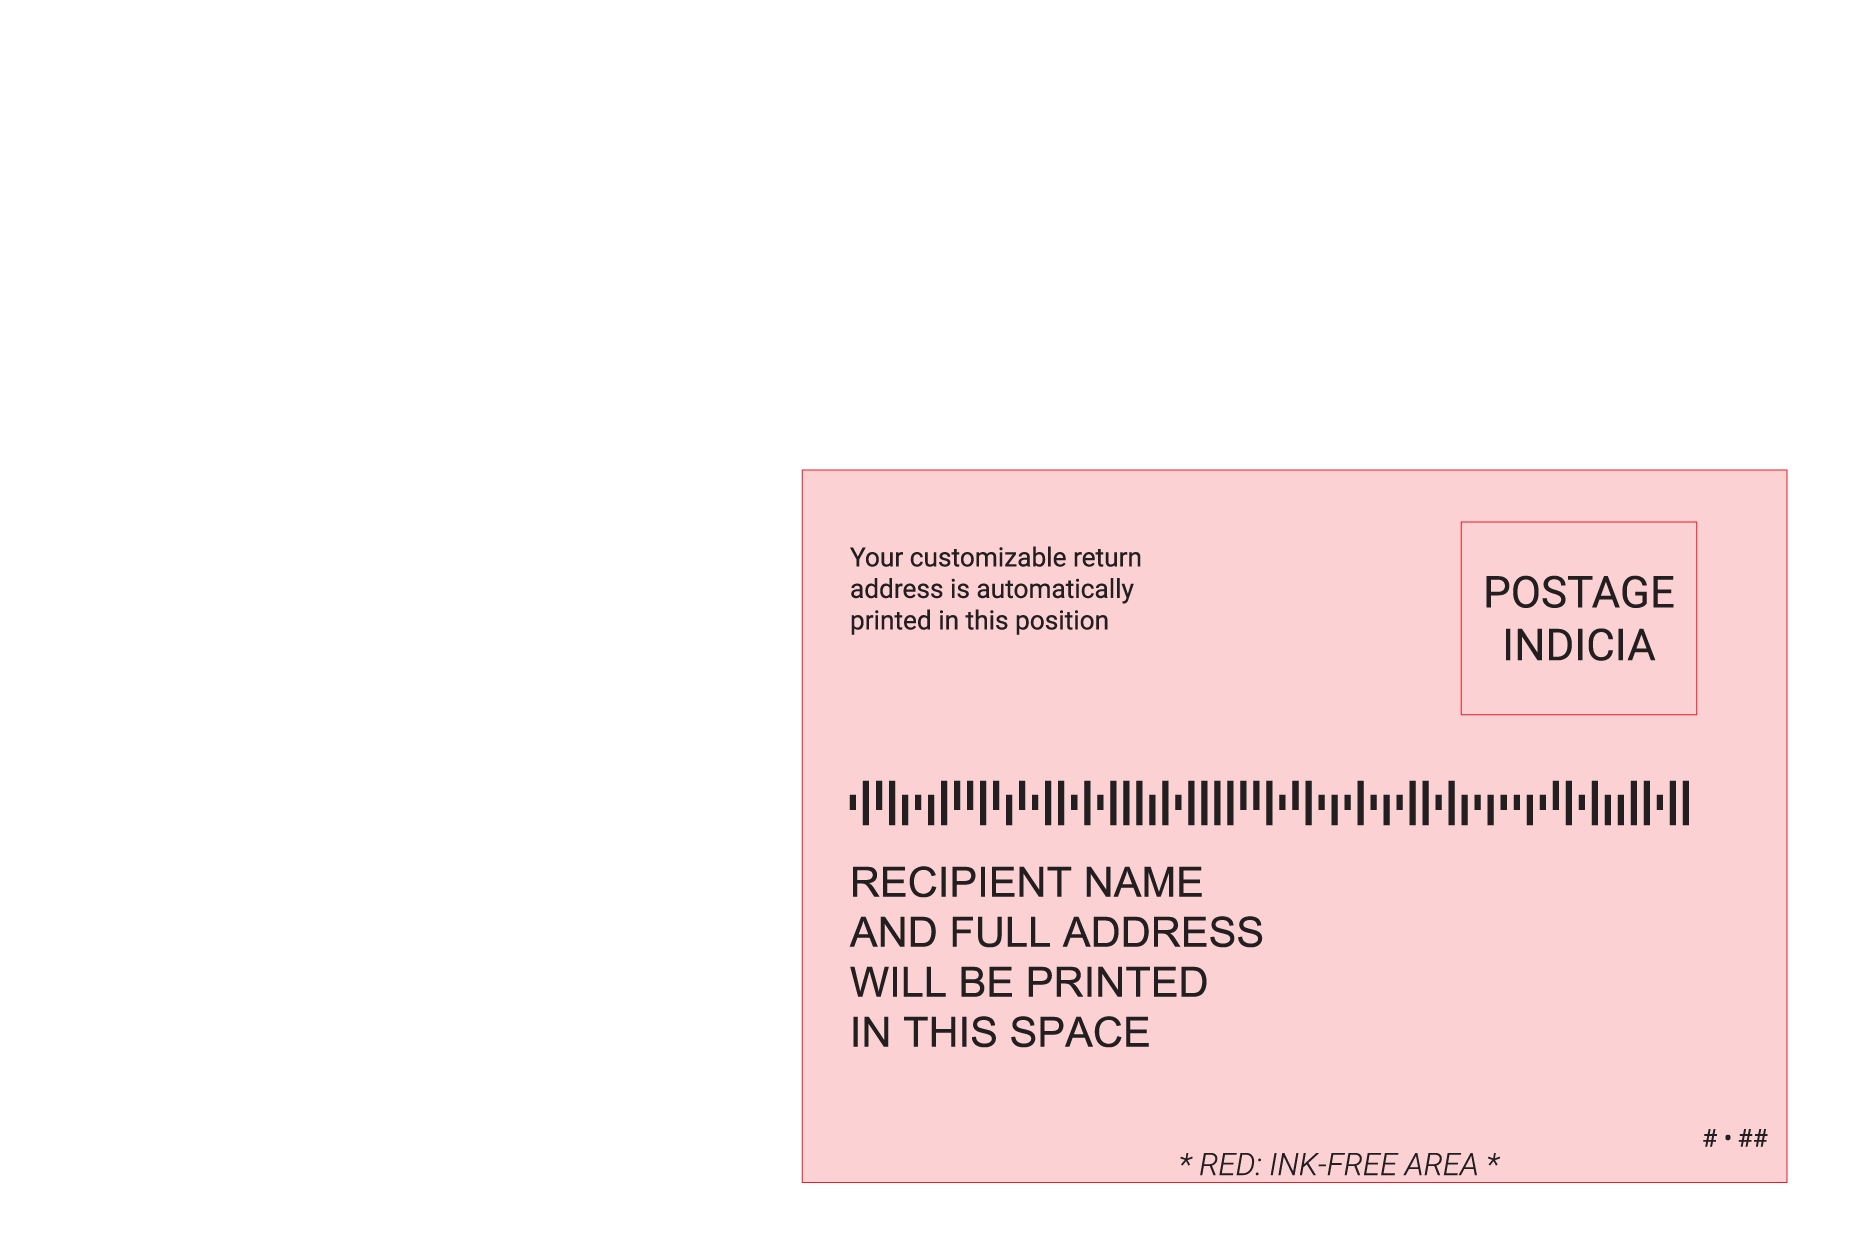 Your customizable return
address is automatically
printed in this position
POSTAGE
INDICIA
RECIPIENT NAME
AND FULL ADDRESS
WILL BE PRINTED
IN THIS SPACE
# • ##
* RED: INK-FREE AREA *